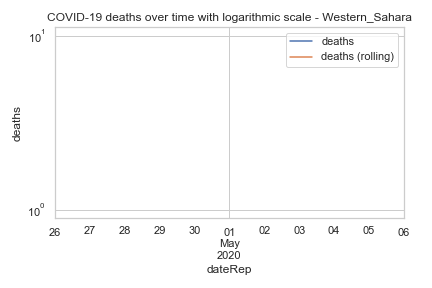 COVID-19 deaths over time with logarithmic scale - Western_Sahara
10¹
deaths
deaths (rolling)
deaths
10⁰
26 27 28 29 30 01 02 03 04 05 06
May
2020
dateRep